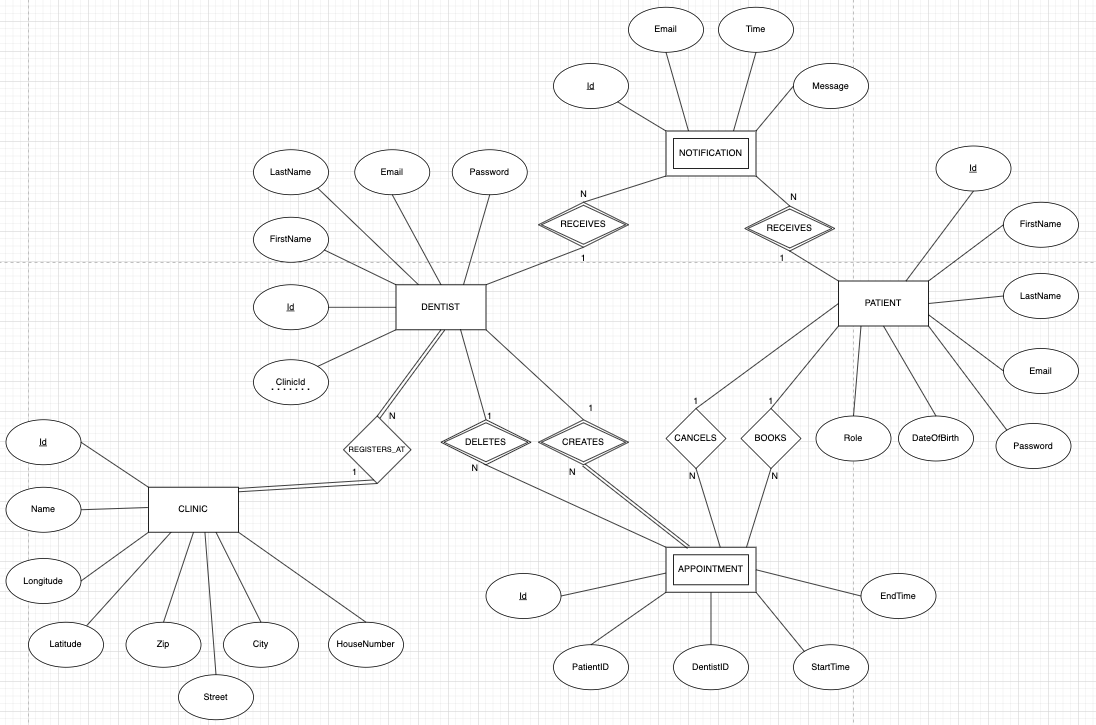 Email
Time
Id
Message
NOTIFICATION
LastName
Email
Password
Id
N
N
RECEIVES
RECEIVES
FirstName
FirstName
1
1
Id
DENTIST
PATIENT
LastName
ClinicId
Email
1
1
1
1
N
Role
DateOfBirth
Password
Id
REGISTERS_AT
DELETES
CREATES
CANCELS
BOOKS
1
N
N
N
N
Name
CLINIC
APPOINTMENT
Longitude
Id
EndTime
Latitude
Zip
City
HouseNumber
PatientID
DentistID
StartTime
Street